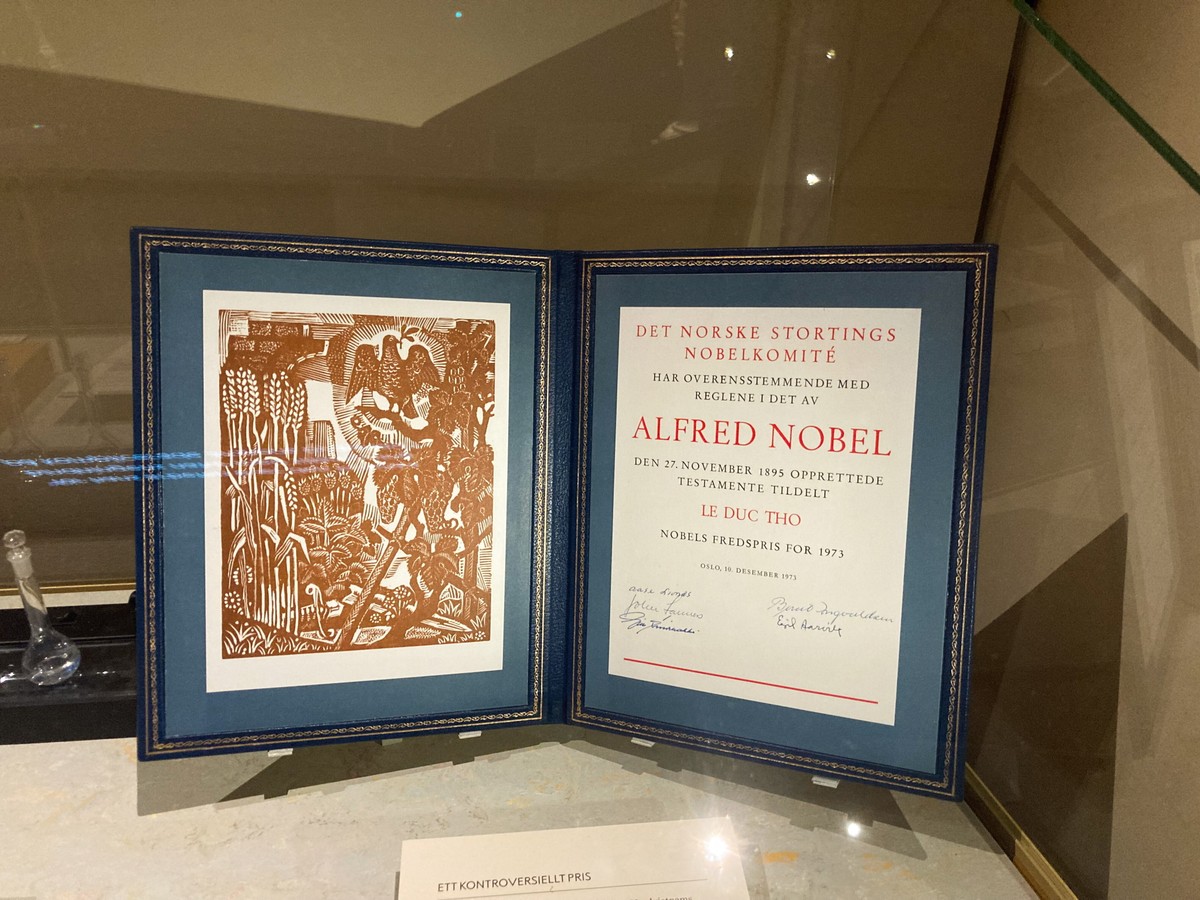 DET NORSKE STORTINGS
NOBELKOMITÉ
HAR OVERENSSTEMMENDE MED
REGLENE I DET AV
ALFRED NOBEL
DEN 27. NOVEMBER 1895 OPPRETTEDE
TESTAMENTE TILDELT
LE DUC THO
NOBELS FREDSPRIS FOR 1973
OSLO, 10. DESEMBER 1973
ETT KONTROVERSIELLT PRIS